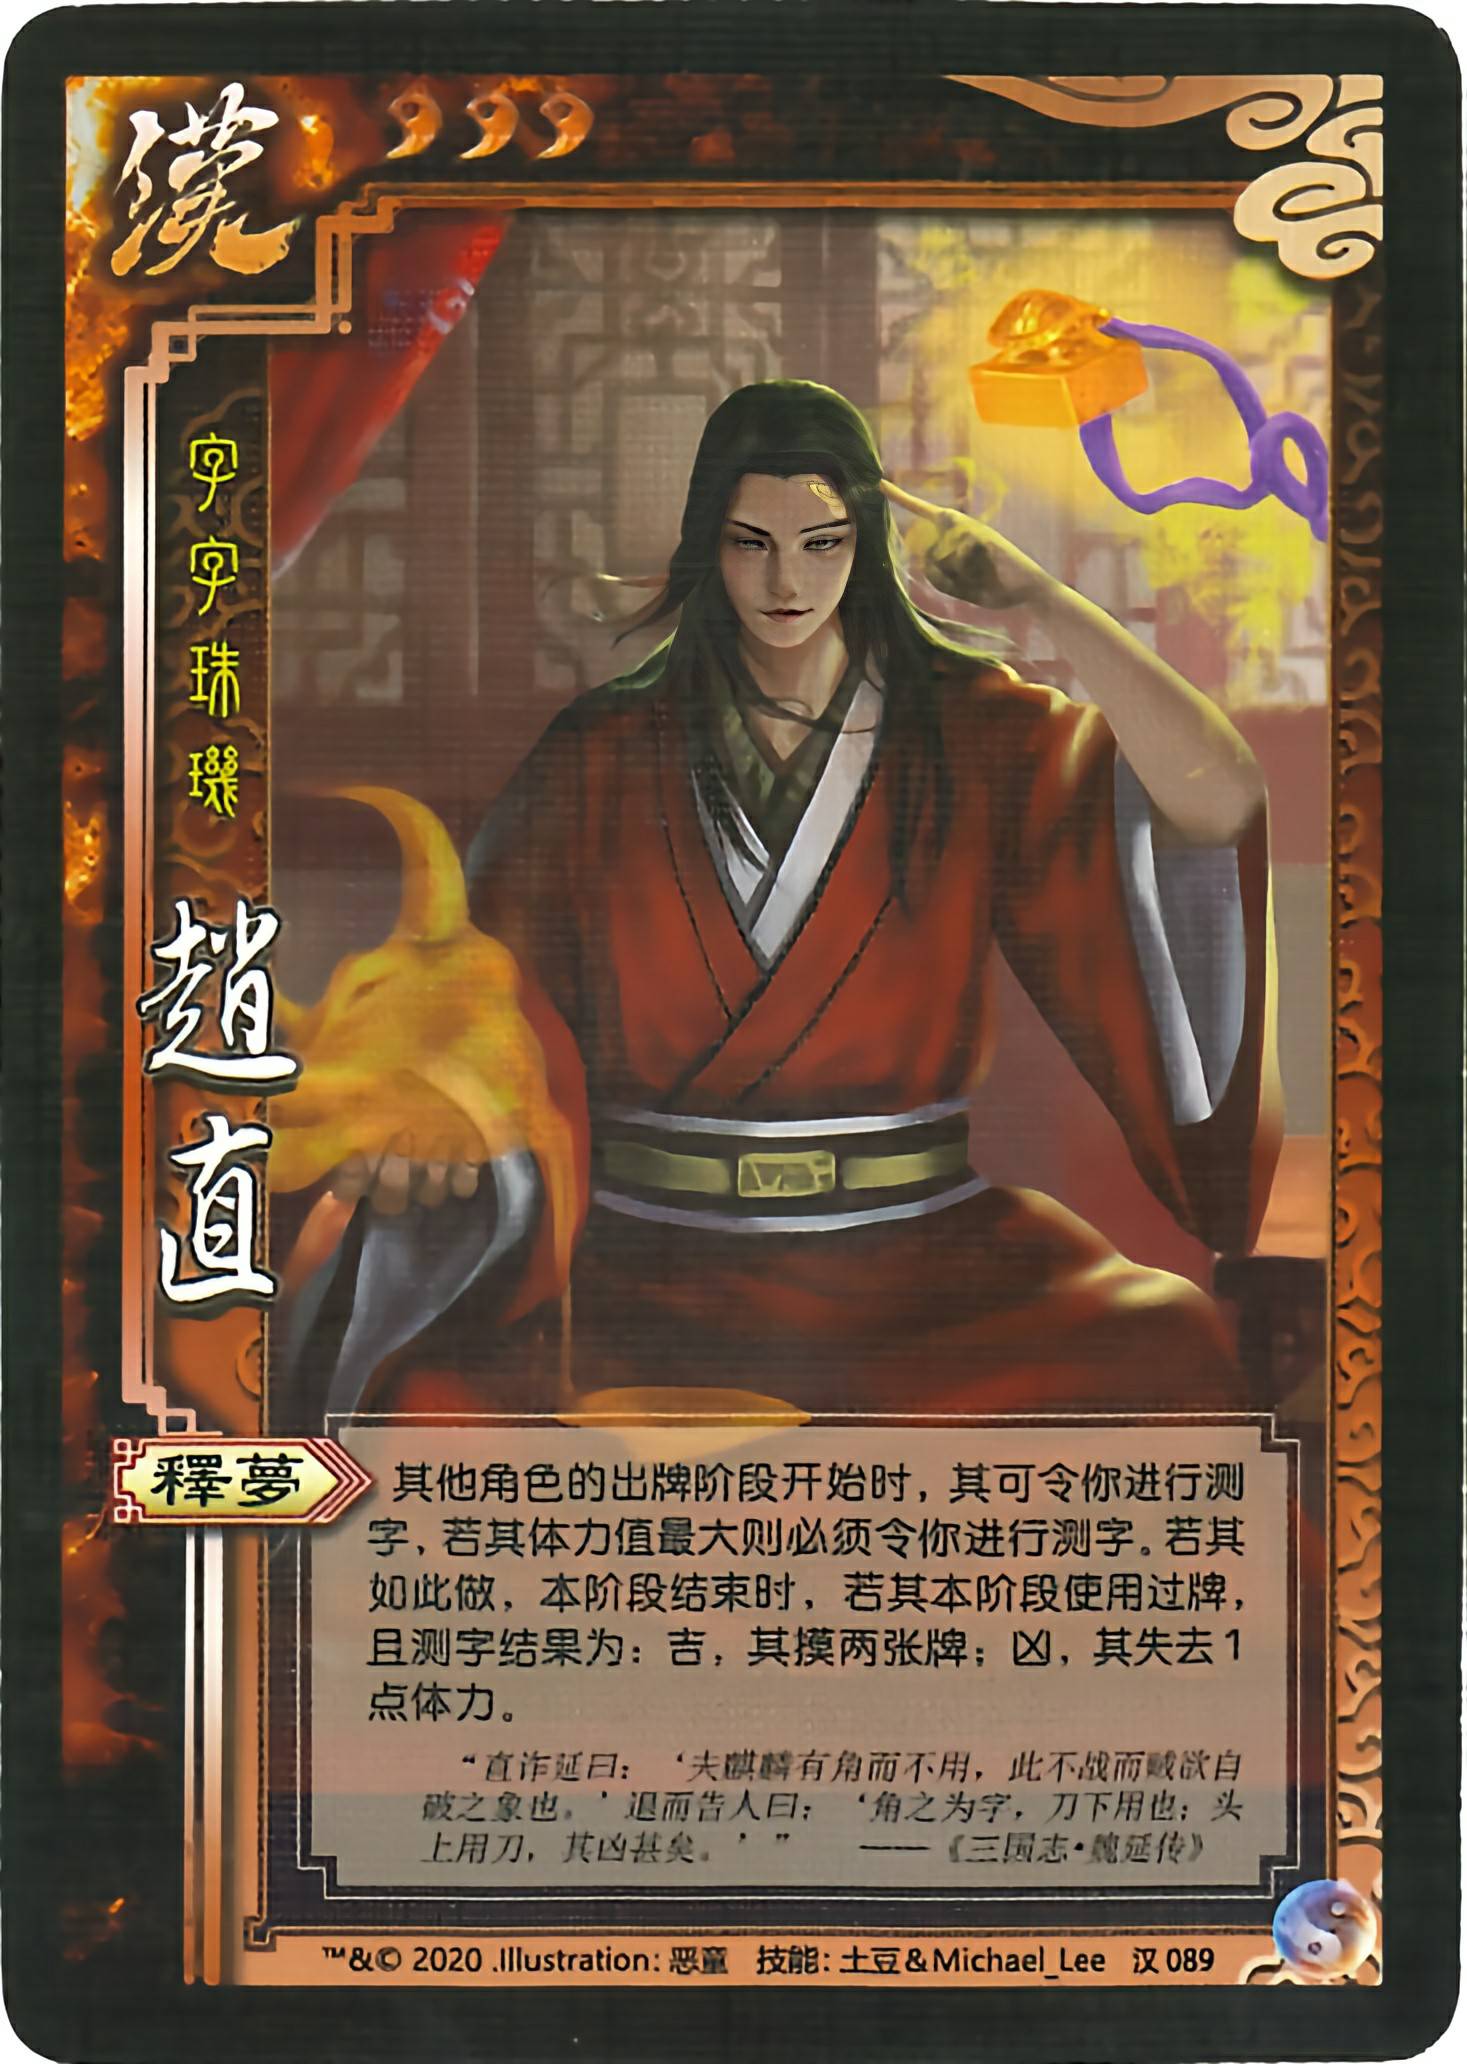 漢
字字珠璣
趙直
釋夢
其他角色的出牌阶段开始时，其可令你进行测
字，若其体力值最大则必须令你进行测字。若其
如此做，本阶段结束时，若其本阶段使用过牌，
且测字结果为：吉，其摸两张牌；凶，其失去1
点体力。
“直诈延曰：‘夫麒麟有角而不用，此不战而贼欲自
破之象也。’退而告人曰：‘角之为字，刀下用也；头
上用刀，其凶甚矣。’”　——《三国志·魏延传》
™&© 2020 .Illustration: 恶童　技能: 土豆&Michael_Lee　汉 089